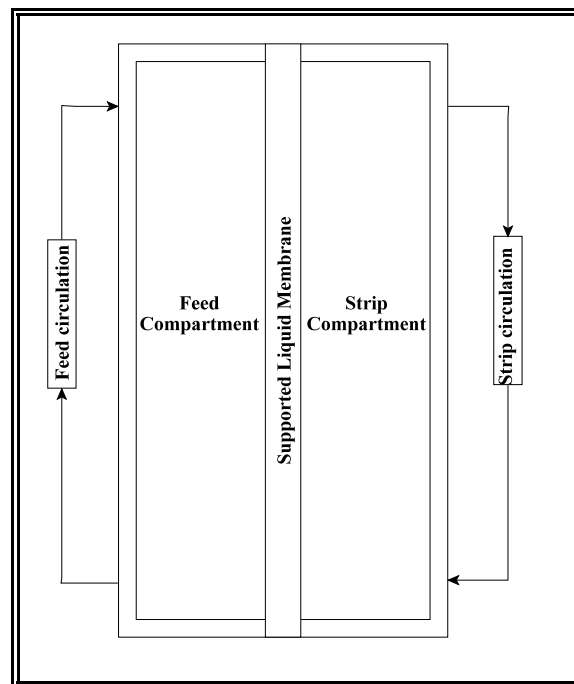 Feed circulation
Feed
Compartment
Supported Liquid Membrane
Strip
Compartment
Strip circulation